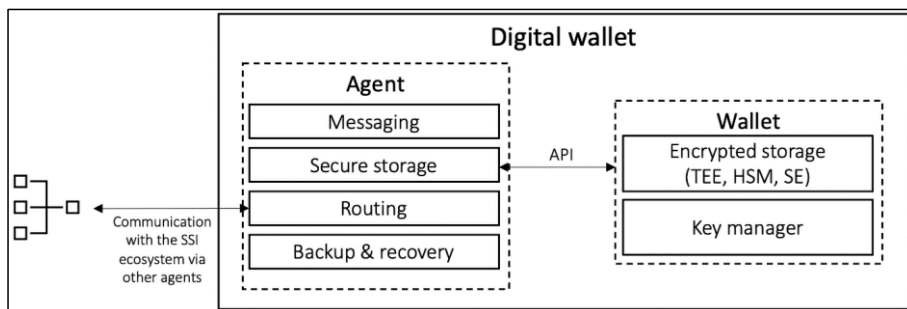 Digital wallet
Agent
Messaging
Secure storage
Routing
Backup & recovery
API
Wallet
Encrypted storage
(TEE, HSM, SE)
Key manager
Communication
with the SSI
ecosystem via
other agents